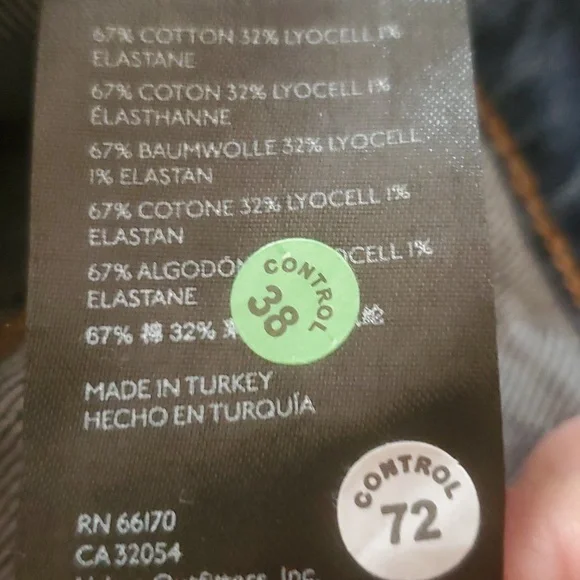 67% COTTON 32% LYOCELL 1%
ELASTANE
67% COTON 32% LYOCELL 1%
ÉLASTHANNE
67% BAUMWOLLE 32% LYOCELL
1% ELASTAN
67% COTONE 32% LYOCELL 1%
ELASTAN
67% 1%
ELASTANE
CONTROL
38
67% 棉 32%
MADE IN TURKEY
HECHO EN TURQUÍA
CONTROL
72
RN 66170
CA 32054
Inc.